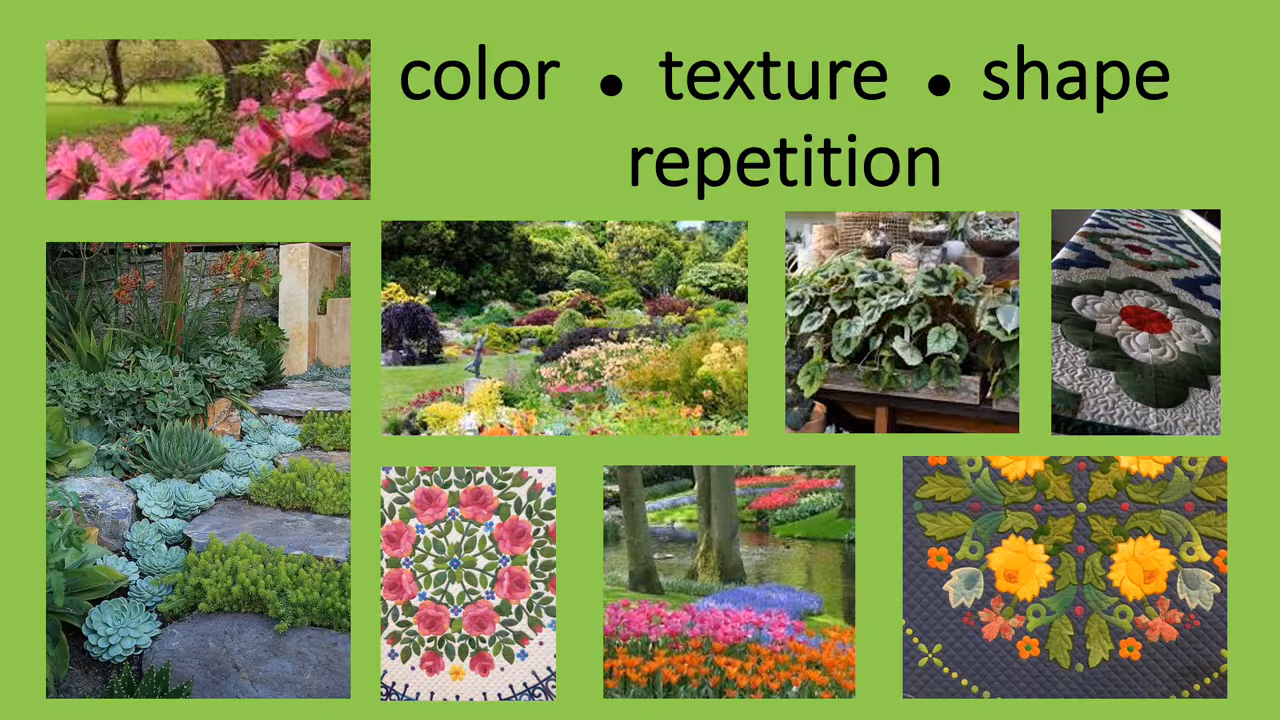 color • texture • shape
repetition